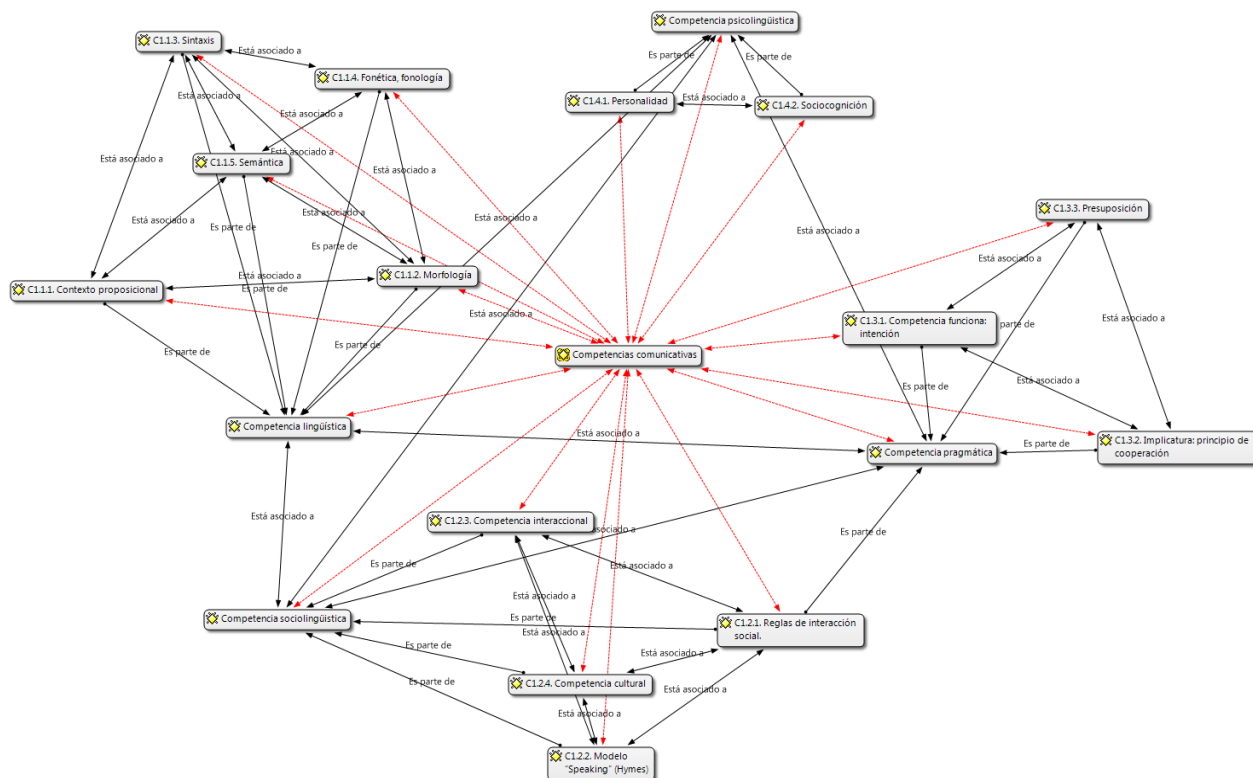 Competencia psicolingüistica
C1.1.3. Sintaxis
Está asociado a
Es parte de
Es parte de
C1.1.4. Fonética, fonología
Está asociado a
C1.4.1. Personalidad
Está asociado a
C1.4.2. Sociocognición
Está asociado a
Está asociado a
Está asociado a
C1.1.5. Semántica
Está asociado a
C1.3.3. Presuposición
Está asociado a
Está asociado a
Está asociado a
Es parte de
Está asociado a
Está asociado a
C1.1.2. Morfología
C1.1.1. Contexto proposicional
Es parte de
parte de
Está asociado a
C1.3.1. Competencia funciona:
intención
Está asociado a
Es parte de
Es parte de
Competencias comunicativas
Es parte de
Está asociado a
Competencia lingüística
Está asociado a
C1.3.2. Implicatura: principio de
cooperación
Es parte de
Competencia pragmática
Está asociado a
C1.2.3. Competencia interaccional
asociado a
Es parte de
Es parte de
Está asociado a
Está asociado a
Competencia sociolingüística
Es parte de
C1.2.1. Reglas de interacción
social.
Está asociado a
Es parte de
Está asociado a
Es parte de
C1.2.4. Competencia cultural
Está asociado a
Está asociado a
C1.2.2. Modelo
"Speaking" (Hymes)